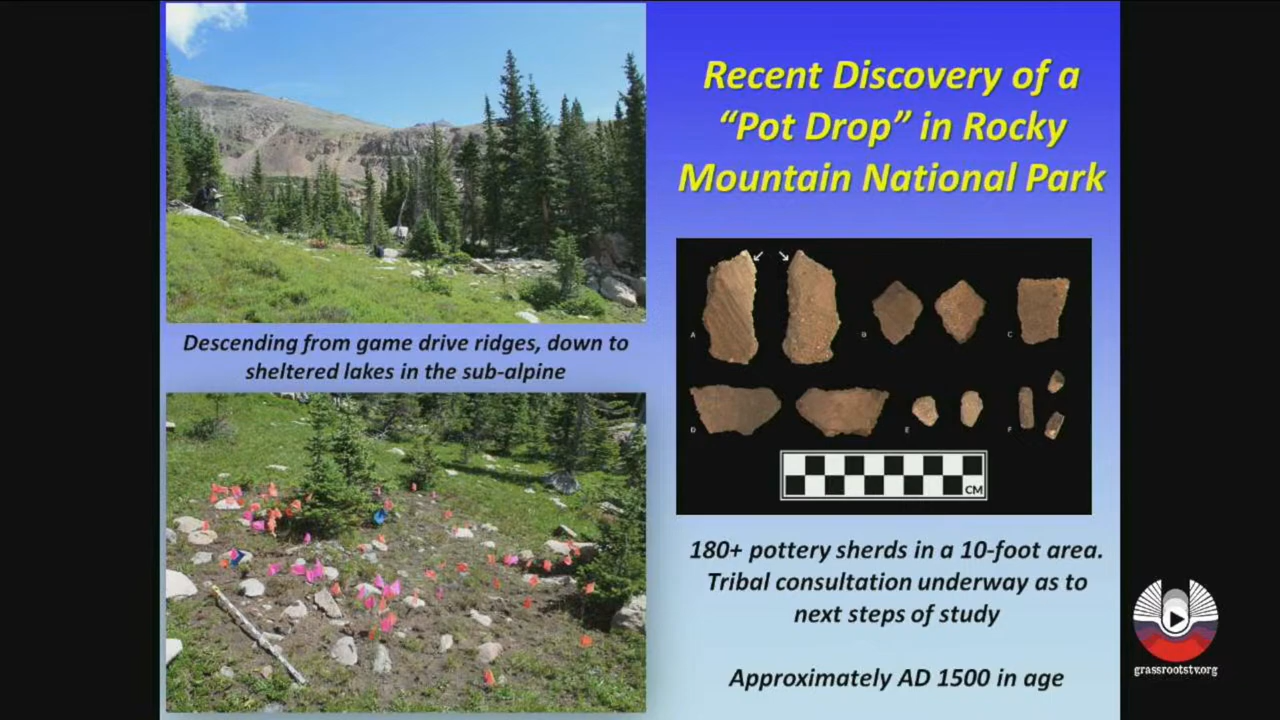 Recent Discovery of a
“Pot Drop” in Rocky
Mountain National Park
Descending from game drive ridges, down to
sheltered lakes in the sub-alpine
A
B
C
D
E
F
CM
180+ pottery sherds in a 10-foot area.
Tribal consultation underway as to
next steps of study
Approximately AD 1500 in age
grassrootstv.org